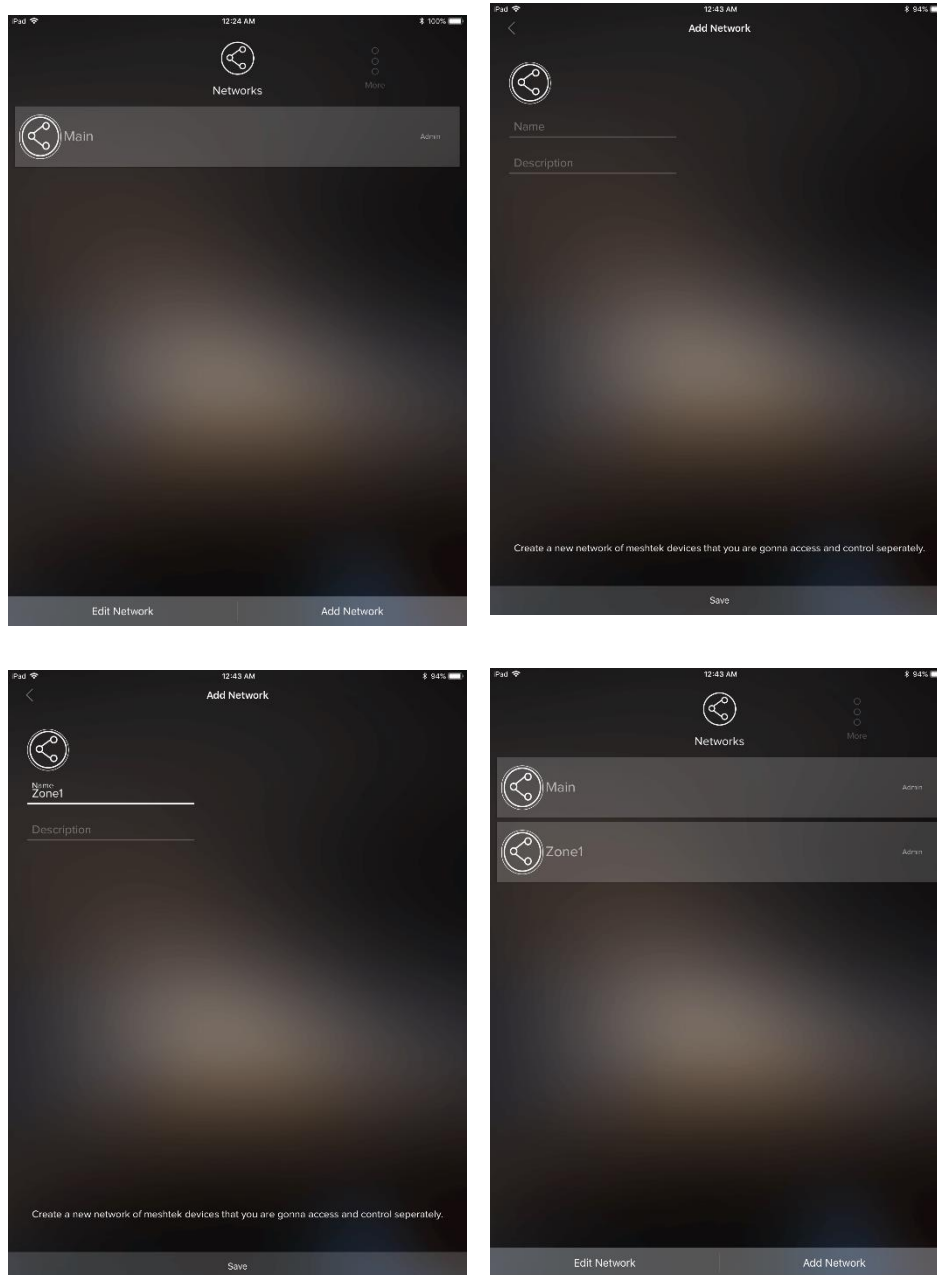 iPad 12:24 AM 100%
Networks
More
Main Admin
Edit Network Add Network
iPad 12:43 AM 94%
Add Network
Name
Description
Create a new network of meshtek devices that you are gonna access and control seperately.
Save
iPad 12:43 AM 94%
Add Network
Name
Zone1
Description
Create a new network of meshtek devices that you are gonna access and control seperately.
Save
iPad 12:43 AM 94%
Networks
More
Main Admin
Zone1 Admin
Edit Network Add Network